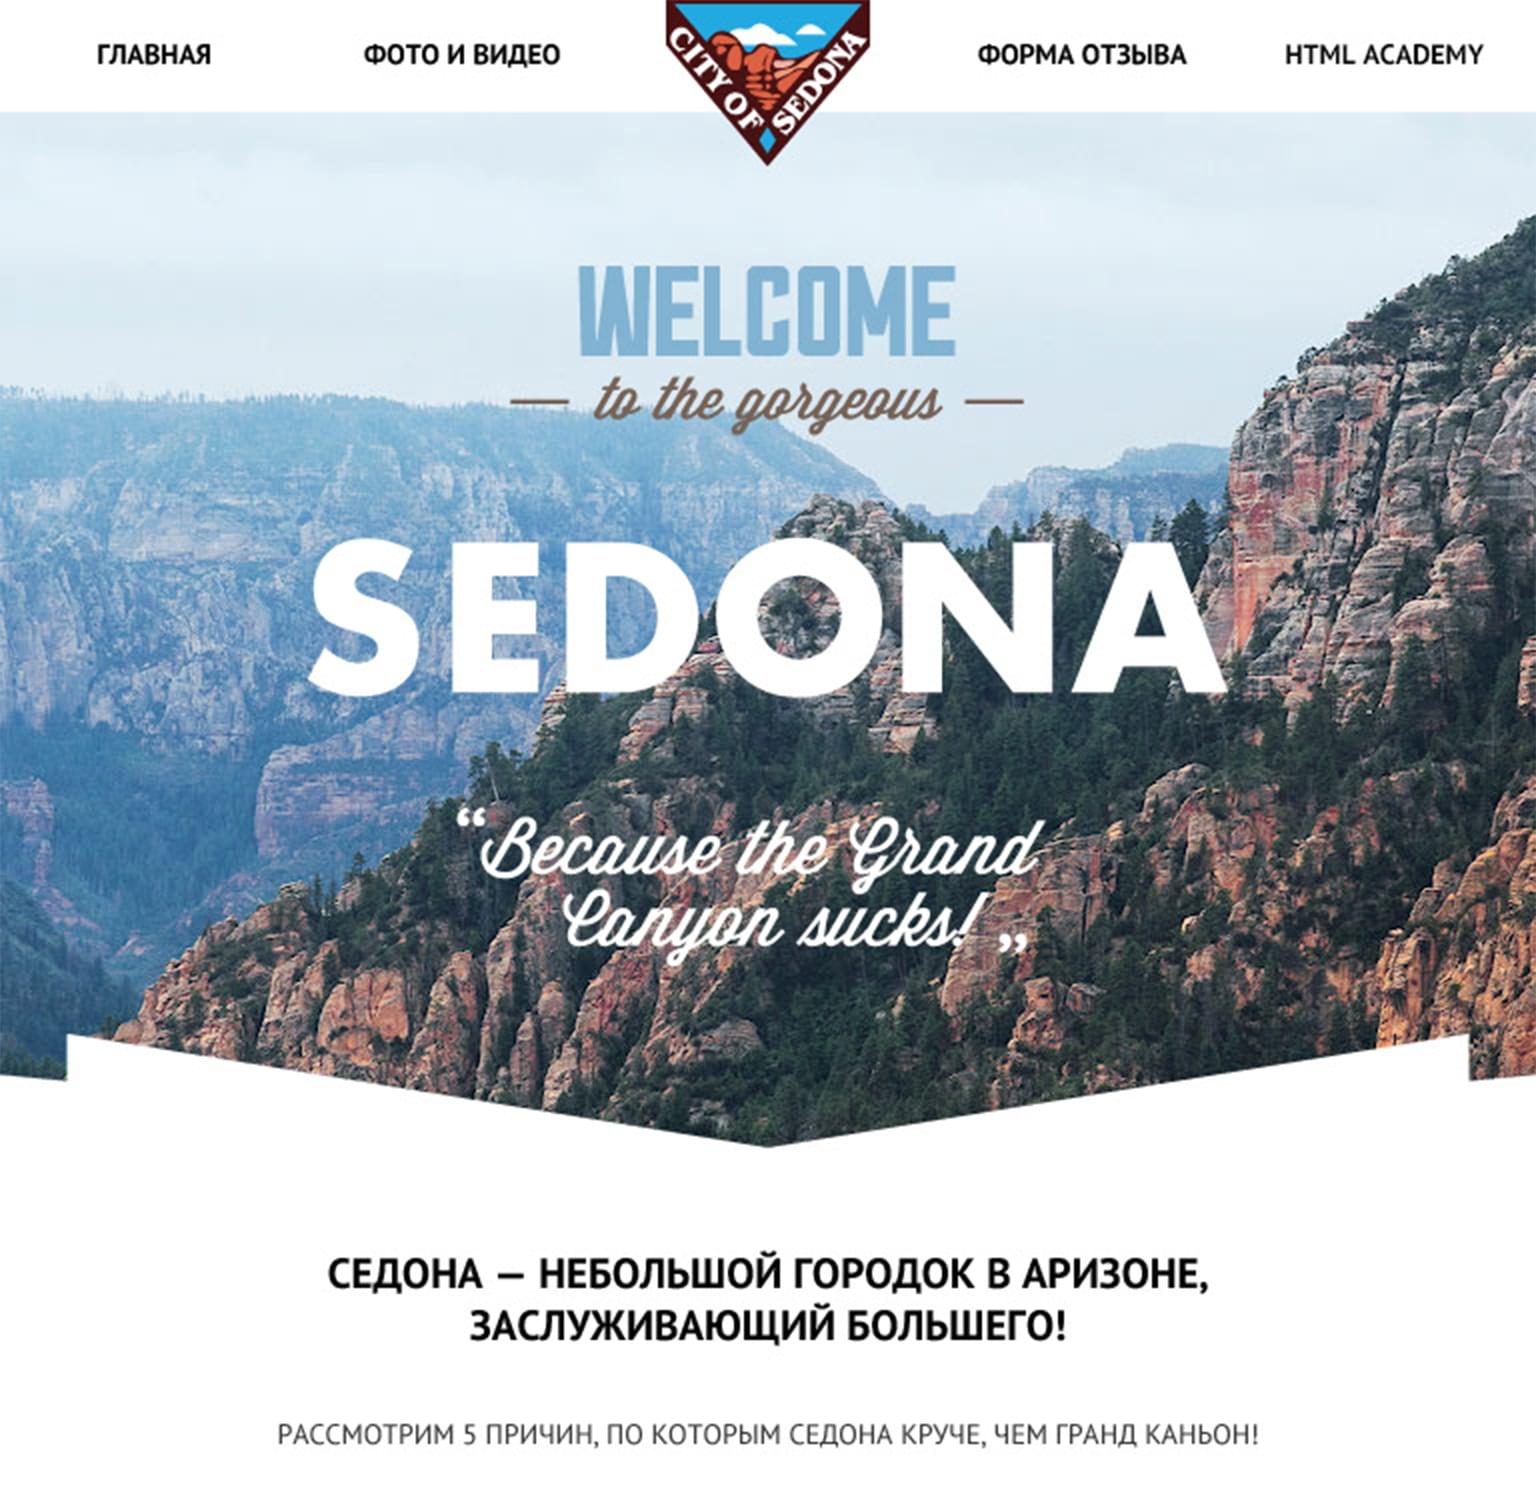 ГЛАВНАЯ
ФОТО И ВИДЕО
CITY OF SEDONA
ФОРМА ОТЗЫВА
HTML ACADEMY
WELCOME
— to the gorgeous —
SEDONA
“Because the Grand
Canyon sucks!„
СЕДОНА — НЕБОЛЬШОЙ ГОРОДОК В АРИЗОНЕ,
ЗАСЛУЖИВАЮЩИЙ БОЛЬШЕГО!
РАССМОТРИМ 5 ПРИЧИН, ПО КОТОРЫМ СЕДОНА КРУЧЕ, ЧЕМ ГРАНД КАНЬОН!